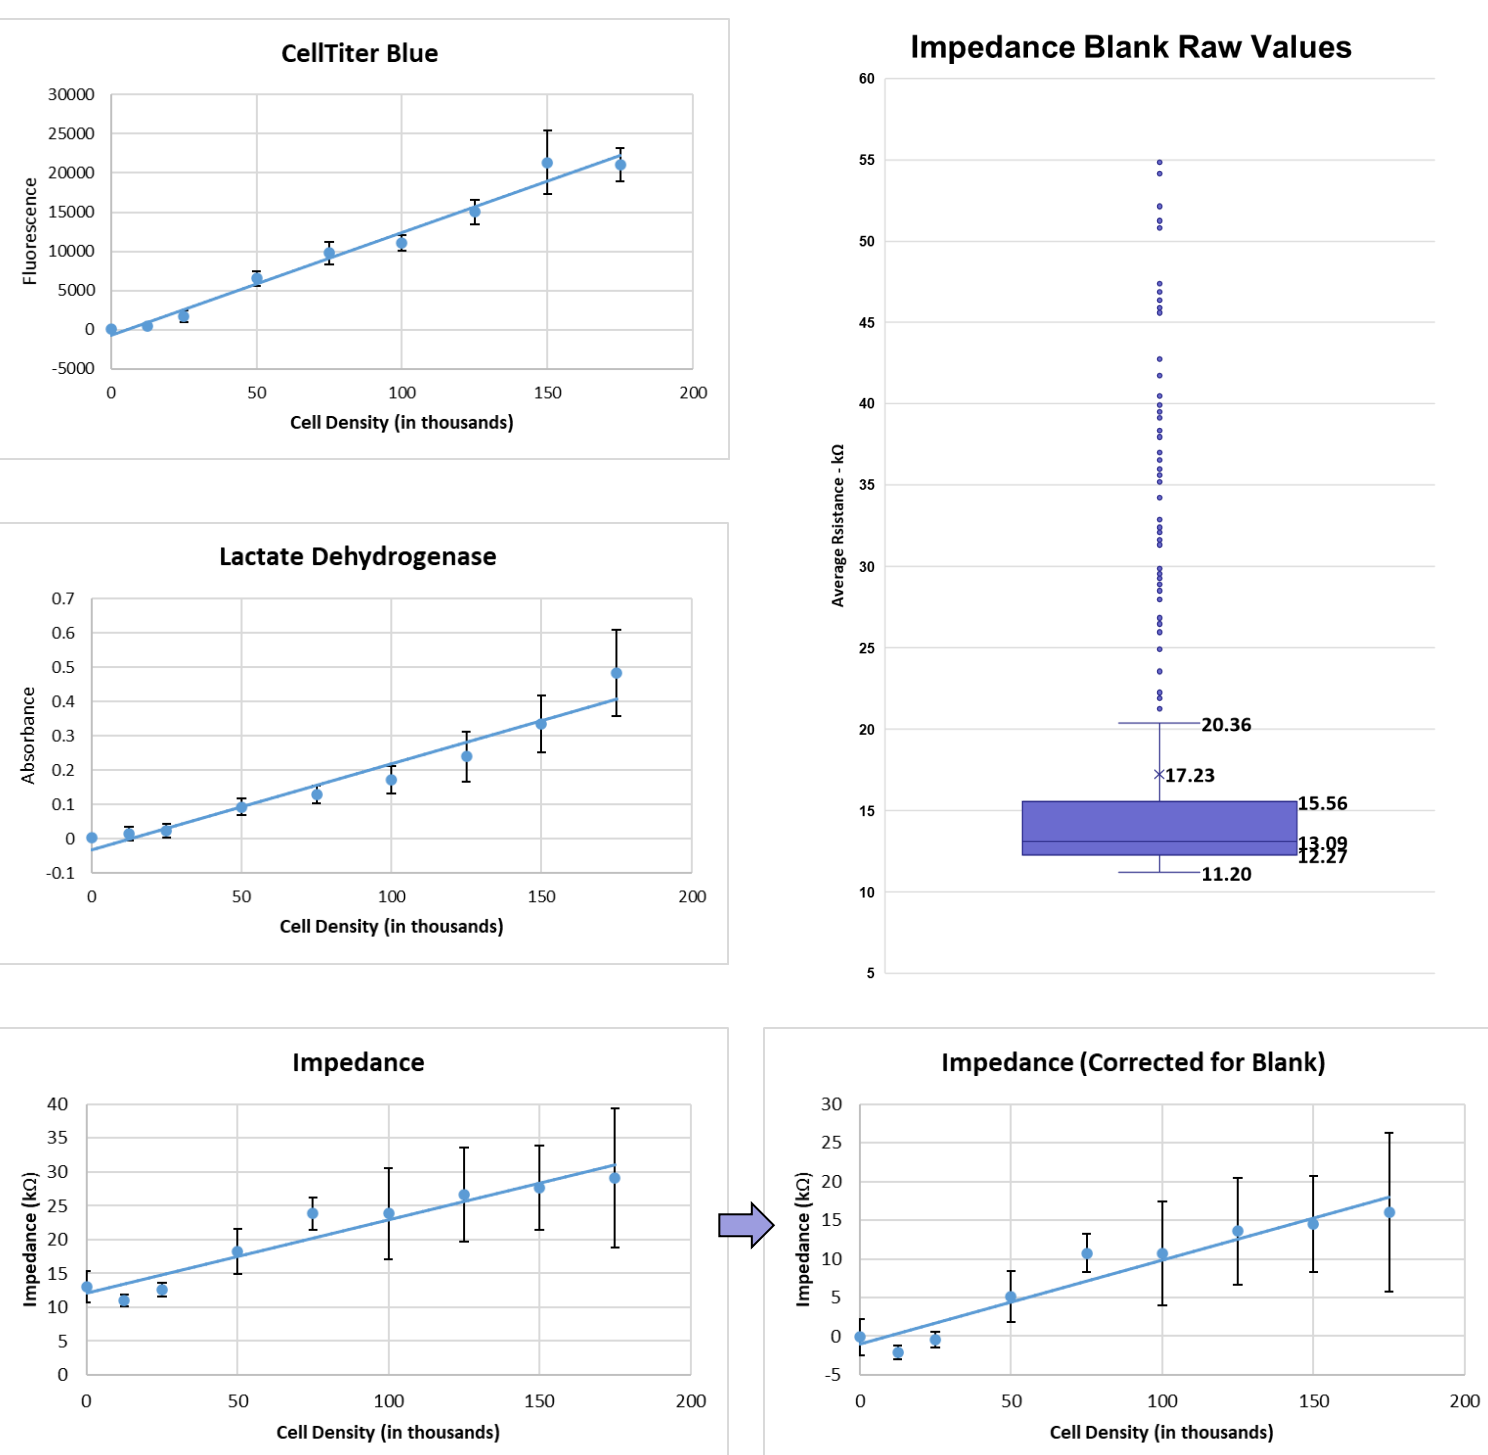 CellTiter Blue
30000
25000
20000
15000
10000
5000
0
-5000
Fluorescence
0 50 100 150 200
Cell Density (in thousands)
Impedance Blank Raw Values
60
55
50
45
40
35
30
25
20
15
10
5
Average Rsistance - kΩ
20.36
17.23
15.56
13.09
12.27
11.20
Lactate Dehydrogenase
0.7
0.6
0.5
0.4
0.3
0.2
0.1
0
-0.1
Absorbance
0 50 100 150 200
Cell Density (in thousands)
Impedance
40
35
30
25
20
15
10
5
0
Impedance (kΩ)
0 50 100 150 200
Cell Density (in thousands)
Impedance (Corrected for Blank)
30
25
20
15
10
5
0
-5
Impedance (kΩ)
0 50 100 150 200
Cell Density (in thousands)